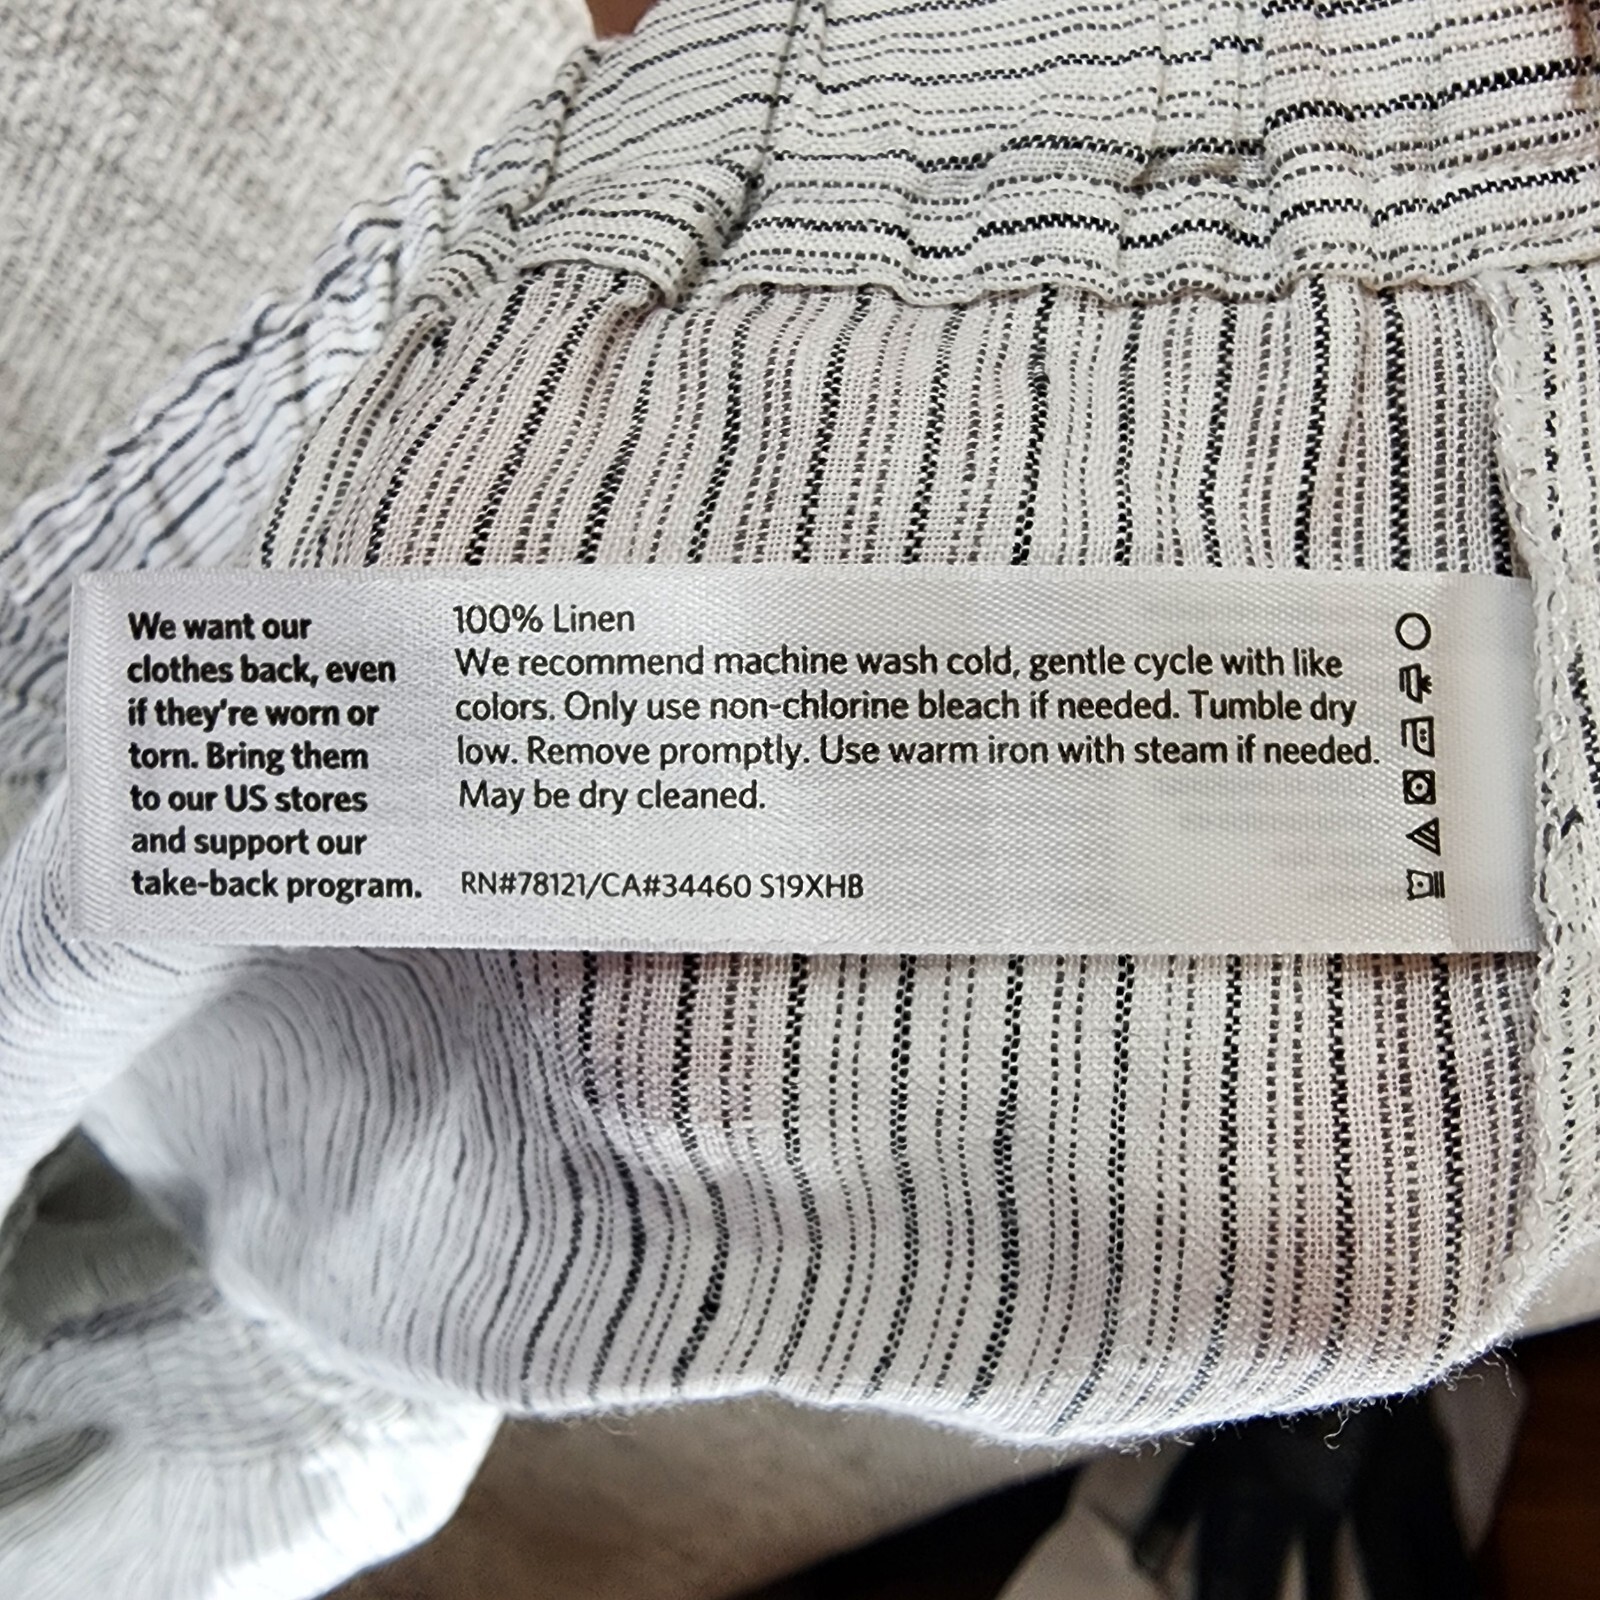 We want our
clothes back, even
if they're worn or
torn. Bring them
to our US stores
and support our
take-back program.
100% Linen
We recommend machine wash cold, gentle cycle with like
colors. Only use non-chlorine bleach if needed. Tumble dry
low. Remove promptly. Use warm iron with steam if needed.
May be dry cleaned.
RN#78121/CA#34460 S19XHB